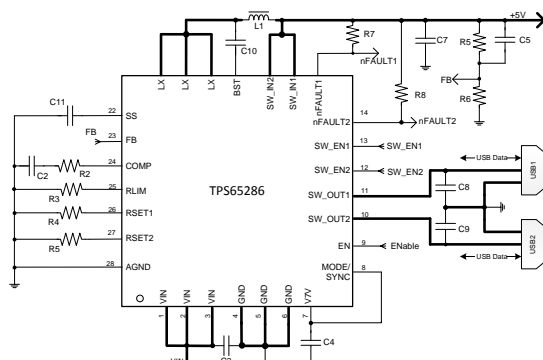 +5V
L1
R7
C10
C7
R5
C5
nFAULT1
FB
R6
R8
LX
LX
LX
BST
SW_IN2
SW_IN1
nFAULT1
C11
22
SS
nFAULT2
14
nFAULT2
FB
23
FB
SW_EN1
13
SW_EN1
C2
R2
24
COMP
SW_EN2
12
SW_EN2
USB Data
USB1
R3
25
RLIM
TPS65286
SW_OUT1
11
C8
R4
26
RSET1
SW_OUT2
10
C9
USB2
R5
27
RSET2
EN
9
ENable
USB Data
28
AGND
MODE/
SYNC
8
VIN
VIN
VIN
GND
GND
GND
V7V
1
2
3
4
5
6
7
C4